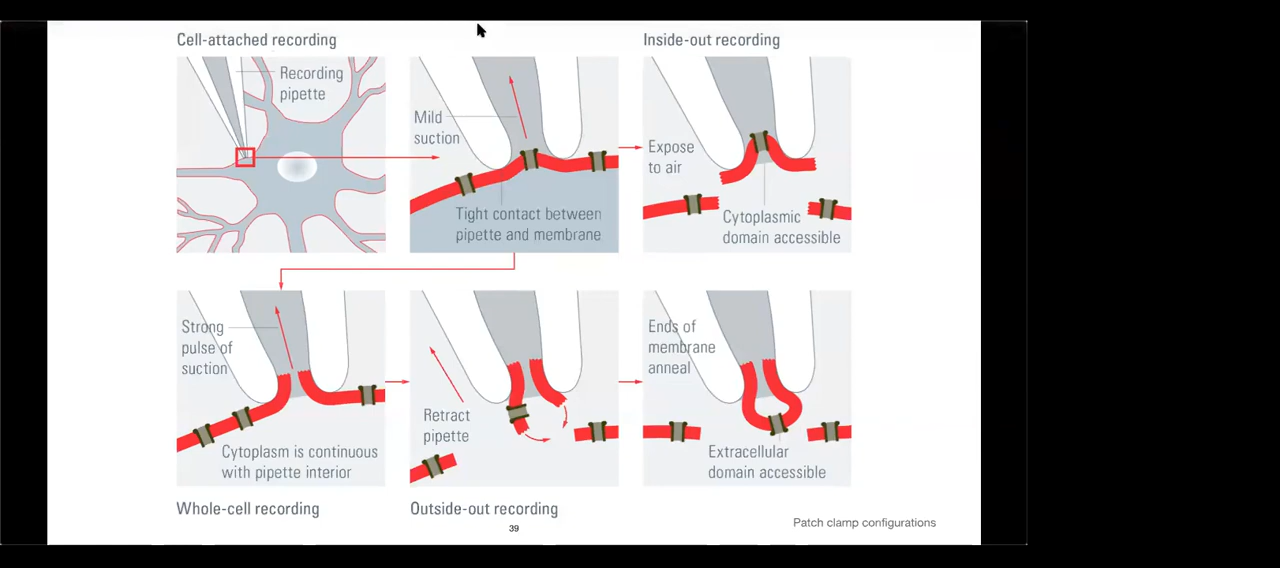 Cell-attached recording
Inside-out recording
Recording
pipette
Mild
suction
Tight contact between
pipette and membrane
Expose
to air
Cytoplasmic
domain accessible
Strong
pulse of
suction
Cytoplasm is continuous
with pipette interior
Retract
pipette
Ends of
membrane
anneal
Extracellular
domain accessible
Whole-cell recording
Outside-out recording
39
Patch clamp configurations